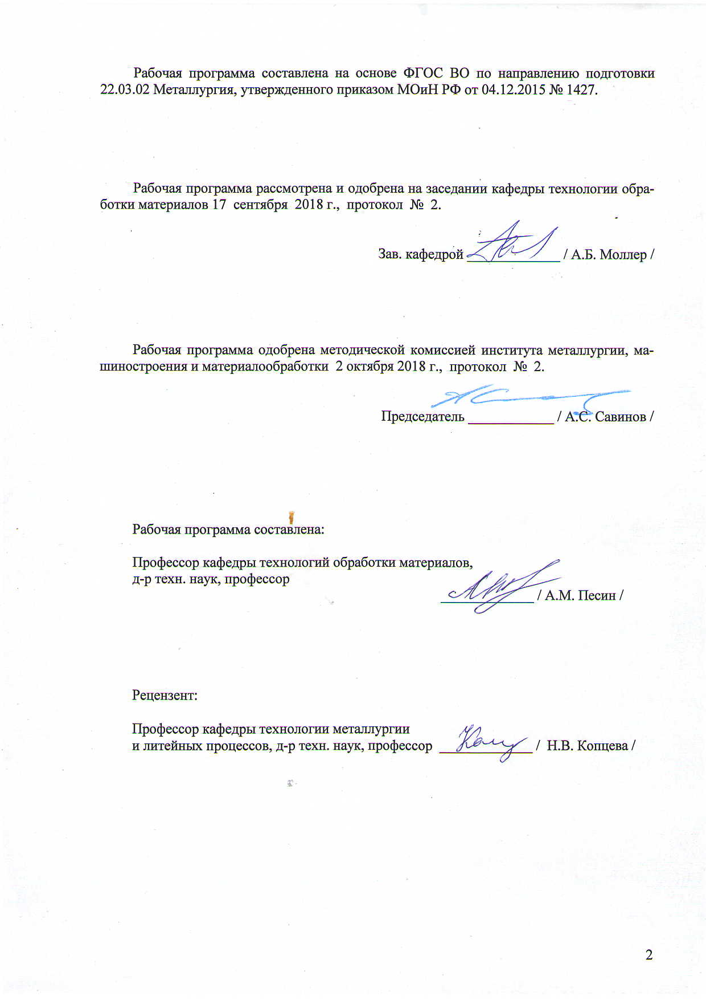 Рабочая программа составлена на основе ФГОС ВО по направлению подготовки
22.03.02 Металлургия, утвержденного приказом МОиН РФ от 04.12.2015 № 1427.
Рабочая программа рассмотрена и одобрена на заседании кафедры технологии обра-
ботки материалов 17 сентября 2018 г., протокол № 2.
Зав. кафедрой _____________ / А.Б. Моллер /
Рабочая программа одобрена методической комиссией института металлургии, ма-
шиностроения и материалообработки 2 октября 2018 г., протокол № 2.
Председатель ____________ / А.С. Савинов /
Рабочая программа составлена:
Профессор кафедры технологий обработки материалов,
д-р техн. наук, профессор
_____________ / А.М. Песин /
Рецензент:
Профессор кафедры технологии металлургии
и литейных процессов, д-р техн. наук, профессор _____________ / Н.В. Копцева /
2